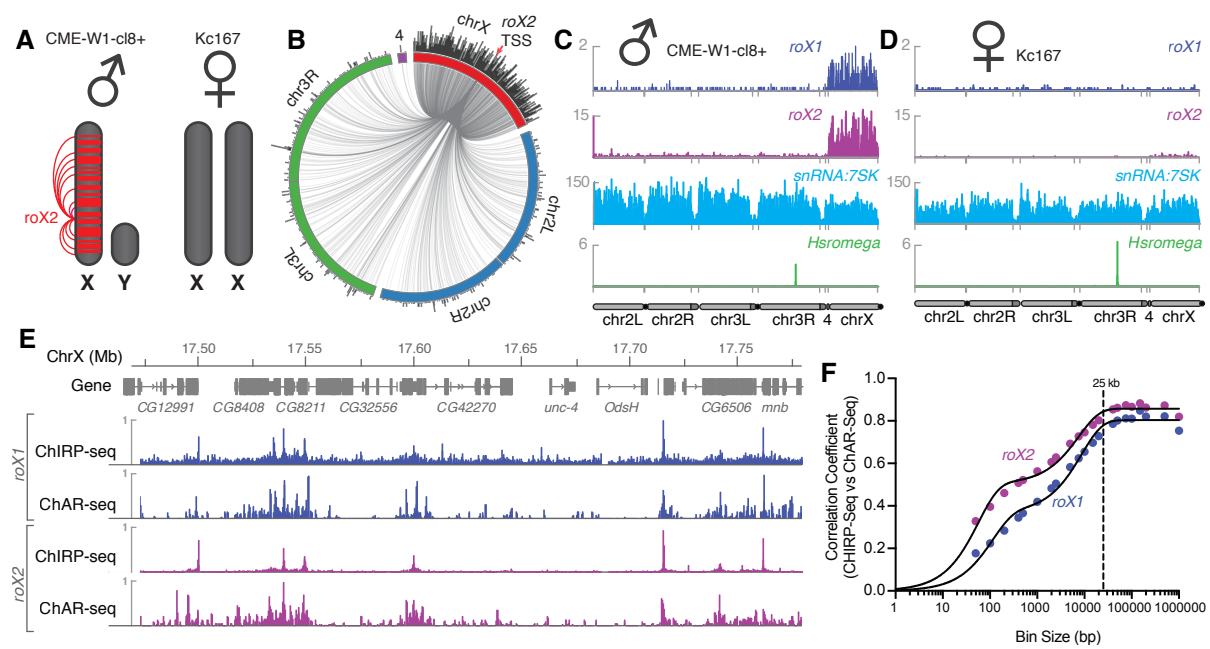 A
CME-W1-cl8+
Kc167
roX2
X
Y
X
X
B
4
chrX
roX2
TSS
chr3R
chr3L
chr2L
chr2R
C
CME-W1-cl8+
2
roX1
15
roX2
150
snRNA:7SK
6
Hsromega
chr2L
chr2R
chr3L
chr3R
4
chrX
D
Kc167
2
roX1
15
roX2
150
snRNA:7SK
6
Hsromega
chr2L
chr2R
chr3L
chr3R
4
chrX
E
ChrX (Mb)
17.50
17.55
17.60
17.65
17.70
17.75
Gene
CG12991
CG8408
CG8211
CG32556
CG42270
unc-4
OdsH
CG6506
mnb
roX1
ChIRP-seq
1
ChAR-seq
1
roX2
ChIRP-seq
1
ChAR-seq
1
F
Correlation Coefficient
(CHIRP-Seq vs ChAR-Seq)
1.0
0.8
0.6
0.4
0.2
0.0
25 kb
roX2
roX1
1
10
100
1000
10000
100000
1000000
Bin Size (bp)